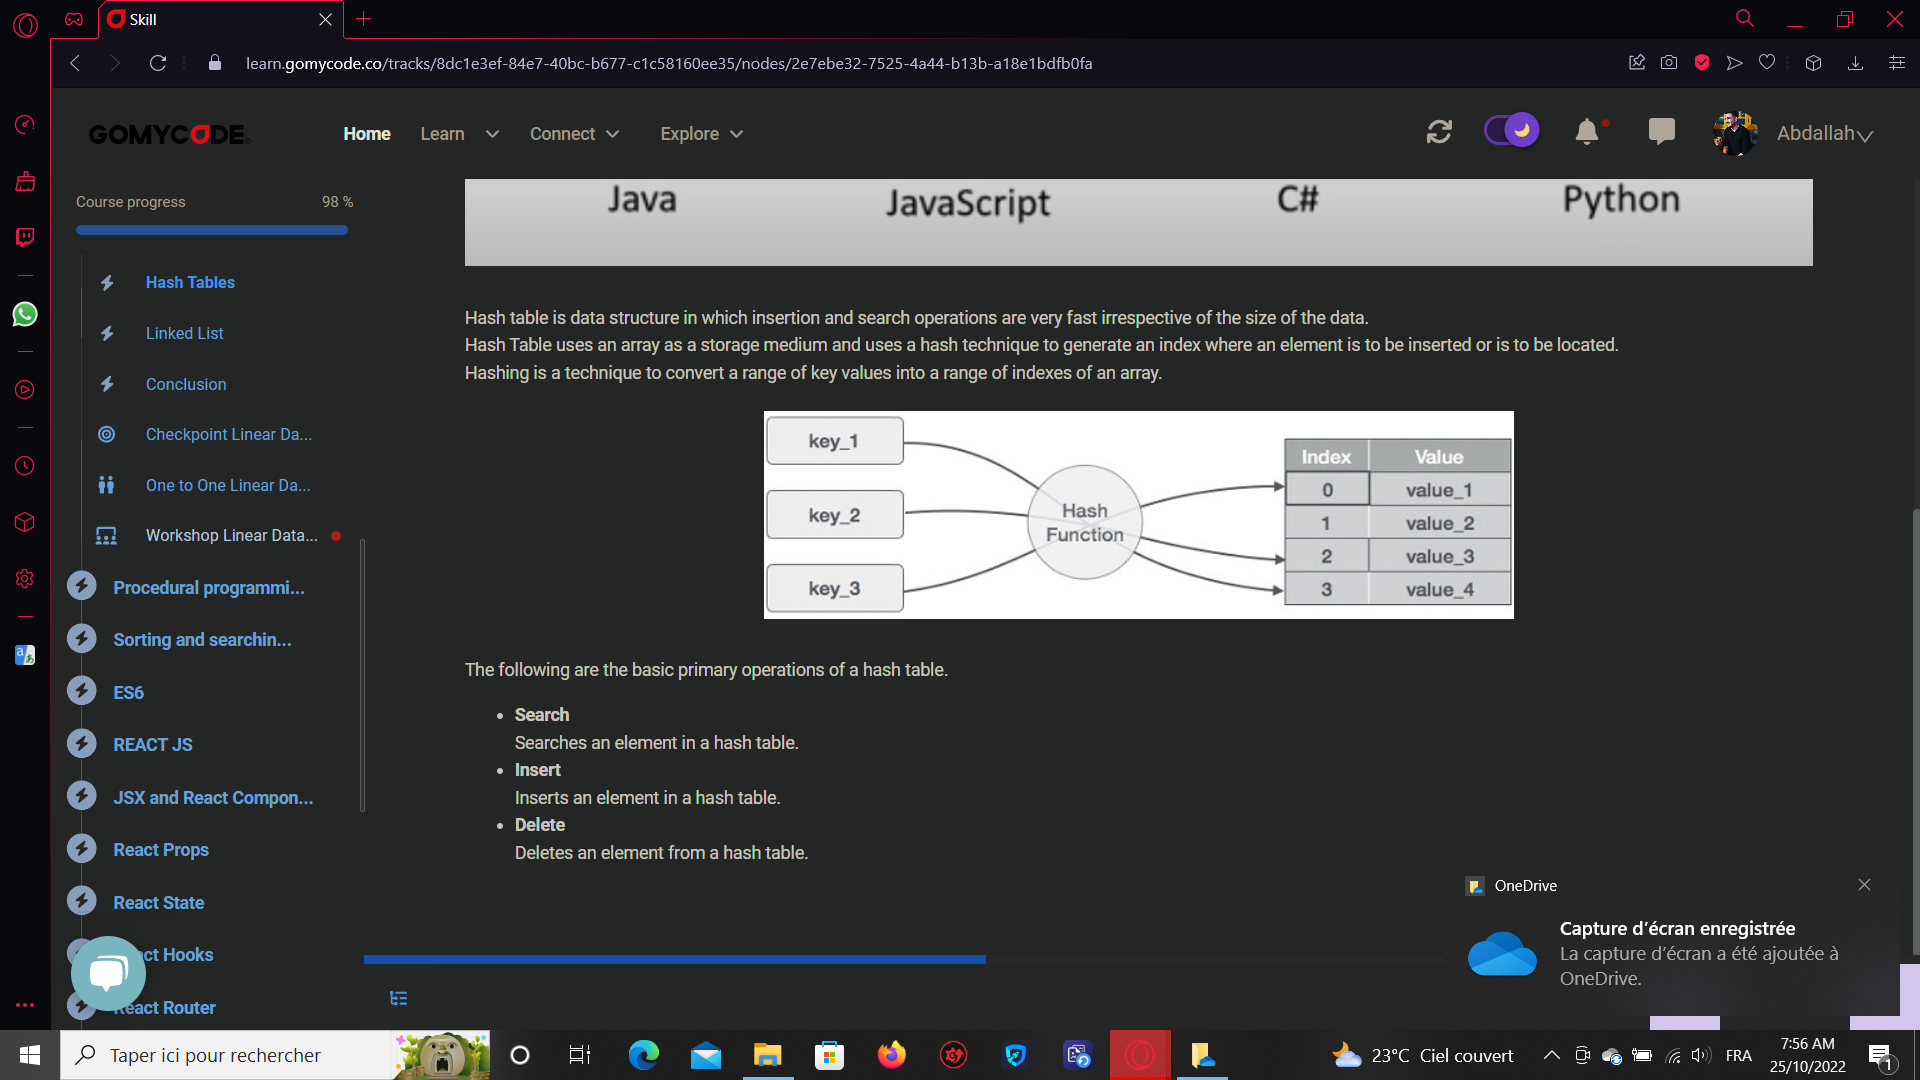 Skill
learn.gomycode.co/tracks/8dc1e3ef-84e7-40bc-b677-c1c58160ee35/nodes/2e7ebe32-7525-4a44-b13b-a18e1bdfb0fa
GOMYCODE
Home Learn Connect Explore
Abdallah
Course progress 98 %
Hash Tables
Linked List
Conclusion
Checkpoint Linear Da...
One to One Linear Da...
Workshop Linear Data...
Procedural programmi...
Sorting and searchin...
ES6
REACT JS
JSX and React Compon...
React Props
React State
ct Hooks
eact Router
Java JavaScript C# Python
Hash table is data structure in which insertion and search operations are very fast irrespective of the size of the data.
Hash Table uses an array as a storage medium and uses a hash technique to generate an index where an element is to be inserted or is to be located.
Hashing is a technique to convert a range of key values into a range of indexes of an array.
key_1
key_2
key_3
Hash
Function
Index Value
0 value_1
1 value_2
2 value_3
3 value_4
The following are the basic primary operations of a hash table.
• Search
Searches an element in a hash table.
• Insert
Inserts an element in a hash table.
• Delete
Deletes an element from a hash table.
OneDrive
Capture d'écran enregistrée
La capture d'écran a été ajoutée à
OneDrive.
Taper ici pour rechercher
23°C Ciel couvert
FRA
7:56 AM
25/10/2022
1